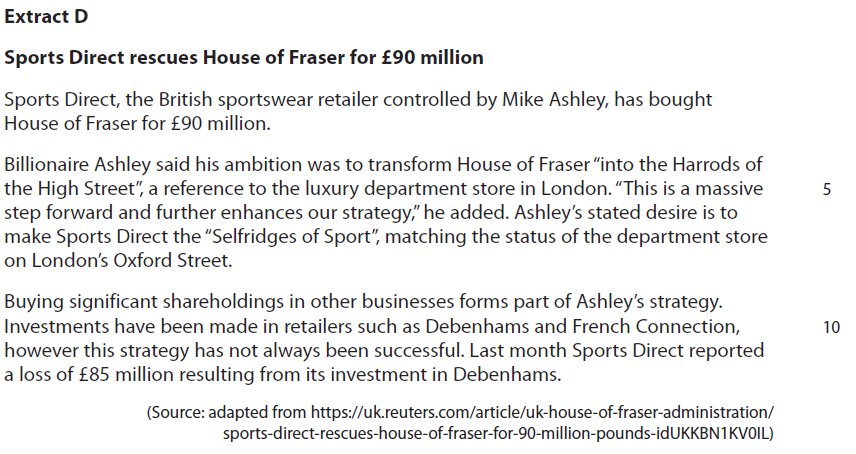 Extract D
Sports Direct rescues House of Fraser for £90 million
Sports Direct, the British sportswear retailer controlled by Mike Ashley, has bought
House of Fraser for £90 million.
Billionaire Ashley said his ambition was to transform House of Fraser “into the Harrods of
the High Street”, a reference to the luxury department store in London. “This is a massive 5
step forward and further enhances our strategy,” he added. Ashley’s stated desire is to
make Sports Direct the “Selfridges of Sport”, matching the status of the department store
on London’s Oxford Street.
Buying significant shareholdings in other businesses forms part of Ashley’s strategy.
Investments have been made in retailers such as Debenhams and French Connection, 10
however this strategy has not always been successful. Last month Sports Direct reported
a loss of £85 million resulting from its investment in Debenhams.
(Source: adapted from https://uk.reuters.com/article/uk-house-of-fraser-administration/
sports-direct-rescues-house-of-fraser-for-90-million-pounds-idUKKBN1KV0IL)